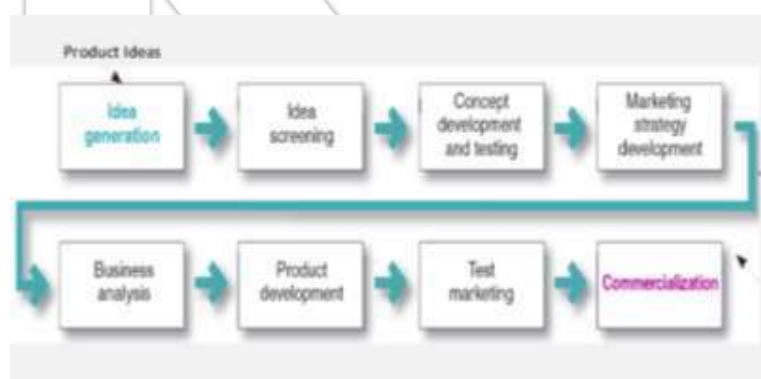 Product Ideas
Idea
generation
Idea
screening
Concept
development
and testing
Marketing
strategy
development
Business
analysis
Product
development
Test
marketing
Commercialization